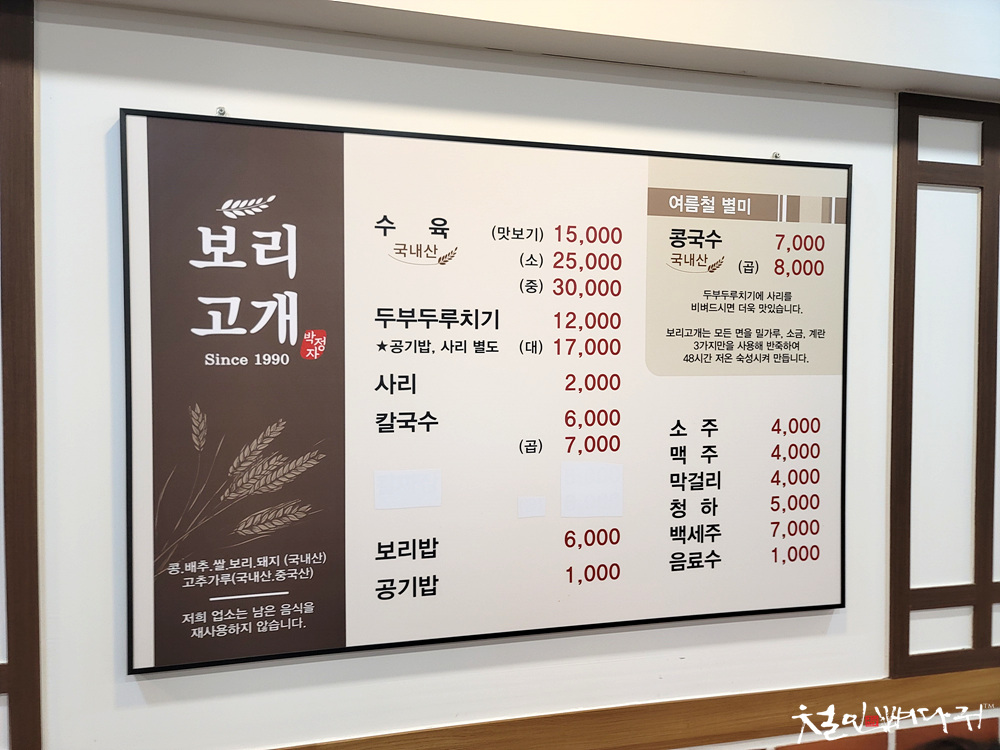 보리
고개
박정자
Since 1990
콩.배추.쌀.보리.돼지 (국내산)
고추가루(국내산.중국산)
저희 업소는 남은 음식을
재사용하지 않습니다.
수 육 (맛보기) 15,000
국내산 (소) 25,000
(중) 30,000
두부두루치기 12,000
★공기밥, 사리 별도 (대) 17,000
사리 2,000
칼국수 6,000
(곱) 7,000
보리밥 6,000
공기밥 1,000
여름철 별미
콩국수 7,000
국내산 (곱) 8,000
두부두루치기에 사리를
비벼드시면 더욱 맛있습니다.
보리고개는 모든 면을 밀가루, 소금, 계란
3가지만을 사용해 반죽하여
48시간 저온 숙성시켜 만듭니다.
소 주 4,000
맥 주 4,000
막걸리 4,000
청 하 5,000
백세주 7,000
음료수 1,000
철이뼈다귀™